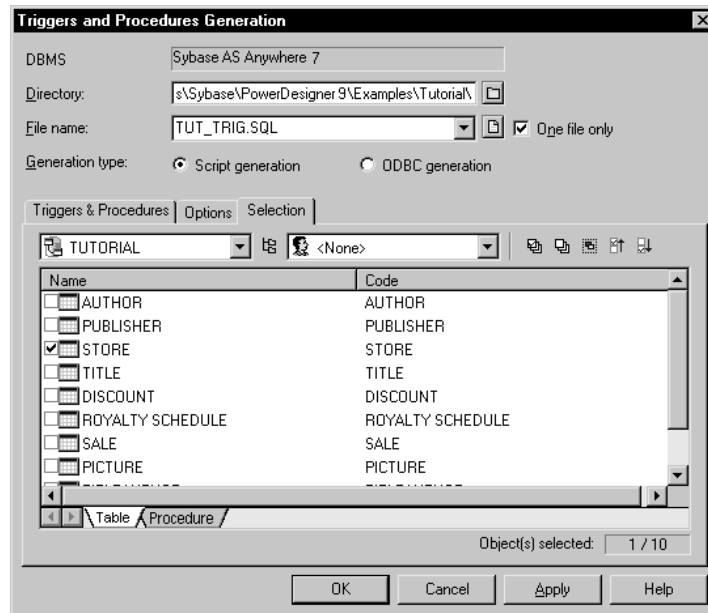 Triggers and Procedures Generation
DBMS Sybase AS Anywhere 7
Directory: s\Sybase\PowerDesigner 9\Examples\Tutorial\
File name: TUT_TRIG.SQL One file only
Generation type: Script generation ODBC generation
Triggers & Procedures Options Selection
TUTORIAL <None>
Name Code
AUTHOR AUTHOR
PUBLISHER PUBLISHER
STORE STORE
TITLE TITLE
DISCOUNT DISCOUNT
ROYALTY SCHEDULE ROYALTY SCHEDULE
SALE SALE
PICTURE PICTURE
Table Procedure
Object(s) selected: 1 / 10
OK Cancel Apply Help